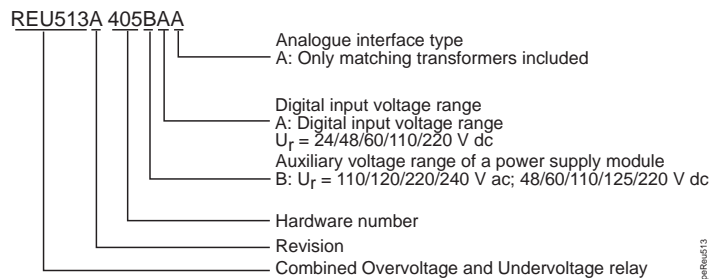 REU513A 405BAA
Analogue interface type
A: Only matching transformers included
Digital input voltage range
A: Digital input voltage range
Ur = 24/48/60/110/220 V dc
Auxiliary voltage range of a power supply module
B: Ur = 110/120/220/240 V ac; 48/60/110/125/220 V dc
Hardware number
Revision
Combined Overvoltage and Undervoltage relay